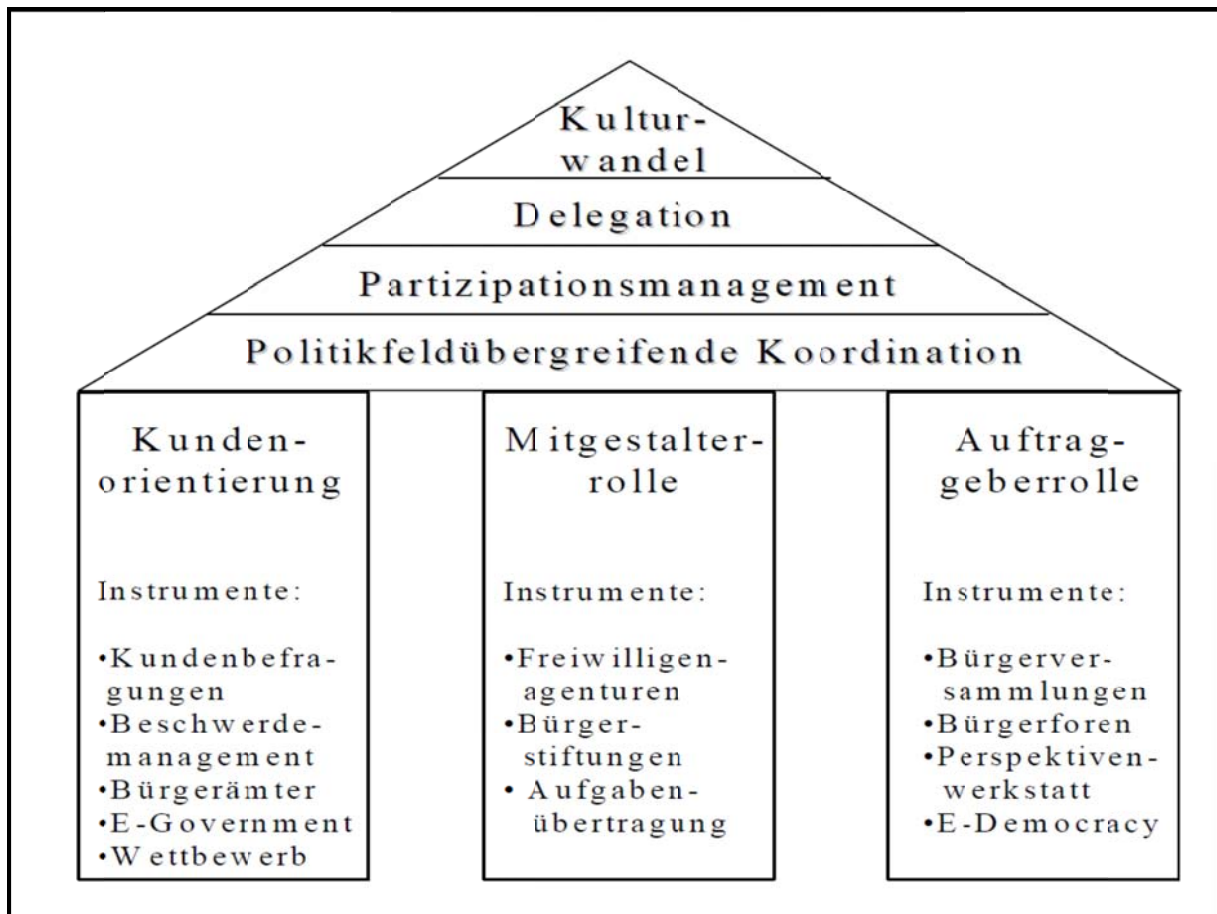 Kultur-
wandel
Delegation
Partizipationsmanagement
Politikfeldübergreifende Koordination
Kunden-
orientierung
Instrumente:
•Kundenbefra-
gungen
•Beschwerde-
management
•Bürgerämter
•E-Government
•Wettbewerb
Mitgestalter-
rolle
Instrumente:
•Freiwilligen-
agenturen
•Bürger-
stiftungen
• Aufgaben-
übertragung
Auftrag-
geberrolle
Instrumente:
•Bürgerver-
sammlungen
•Bürgerforen
•Perspektiven-
werkstatt
•E-Democracy